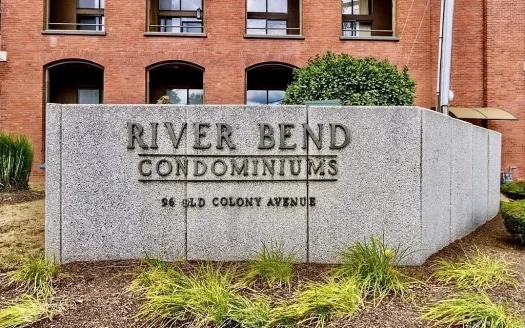 RIVER BEND
CONDOMINIUMS
96 OLD COLONY AVENUE